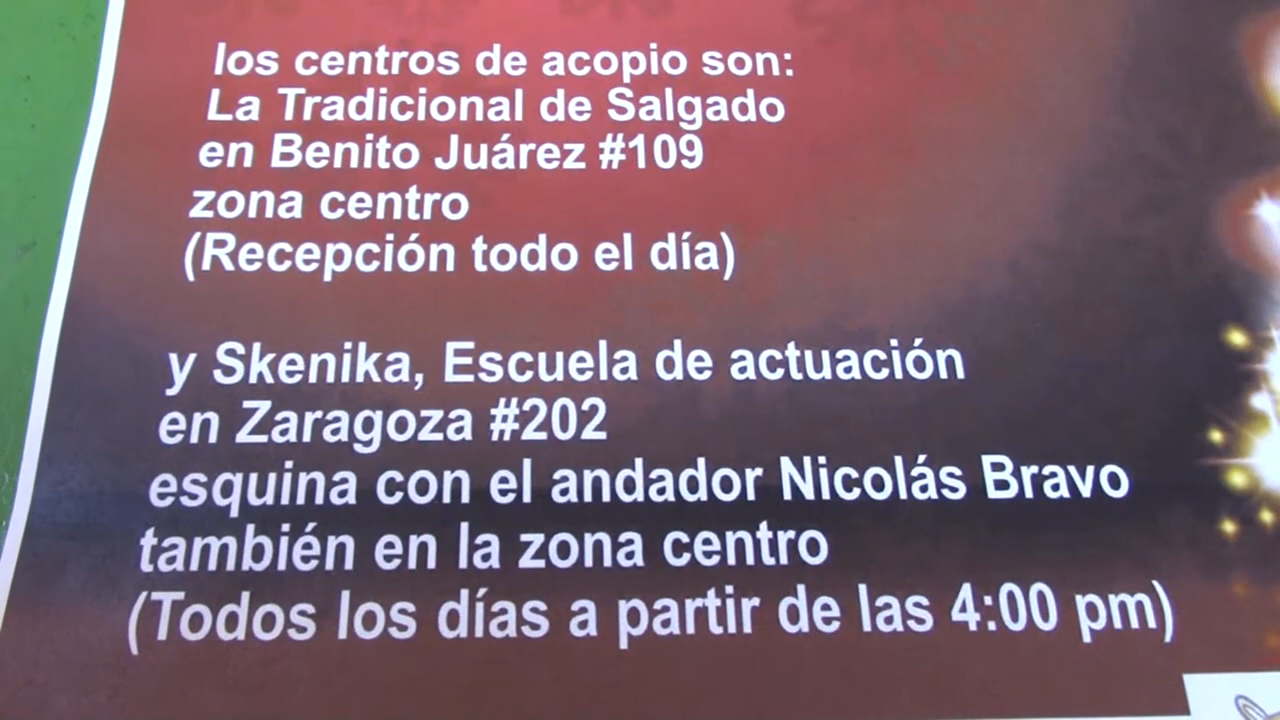 los centros de acopio son:
La Tradicional de Salgado
en Benito Juárez #109
zona centro
(Recepción todo el día)
y Skenika, Escuela de actuación
en Zaragoza #202
esquina con el andador Nicolás Bravo
también en la zona centro
(Todos los días a partir de las 4:00 pm)